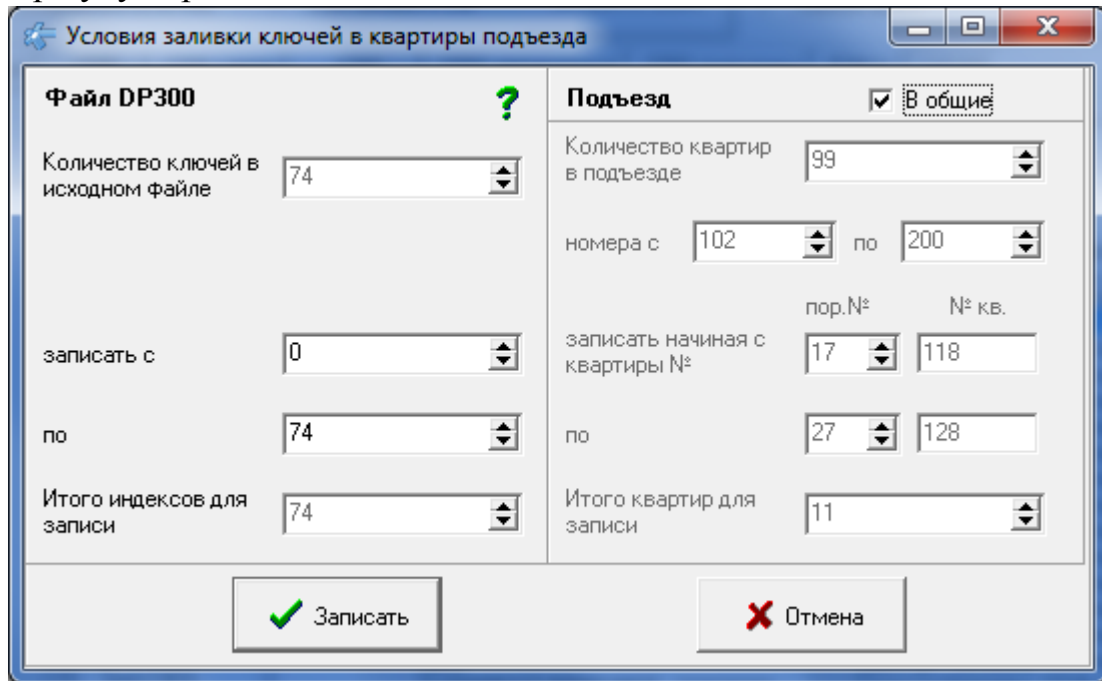 Условия заливки ключей в квартиры подъезда
Файл DP300
?
Подъезд
В общие
Количество ключей в
исходном файле
74
Количество квартир
в подъезде
99
номера с
102
по
200
пор.№
№ кв.
записать с
0
записать начиная с
квартиры №
17
118
по
74
по
27
128
Итого индексов для
записи
74
Итого квартир для
записи
11
Записать
Отмена